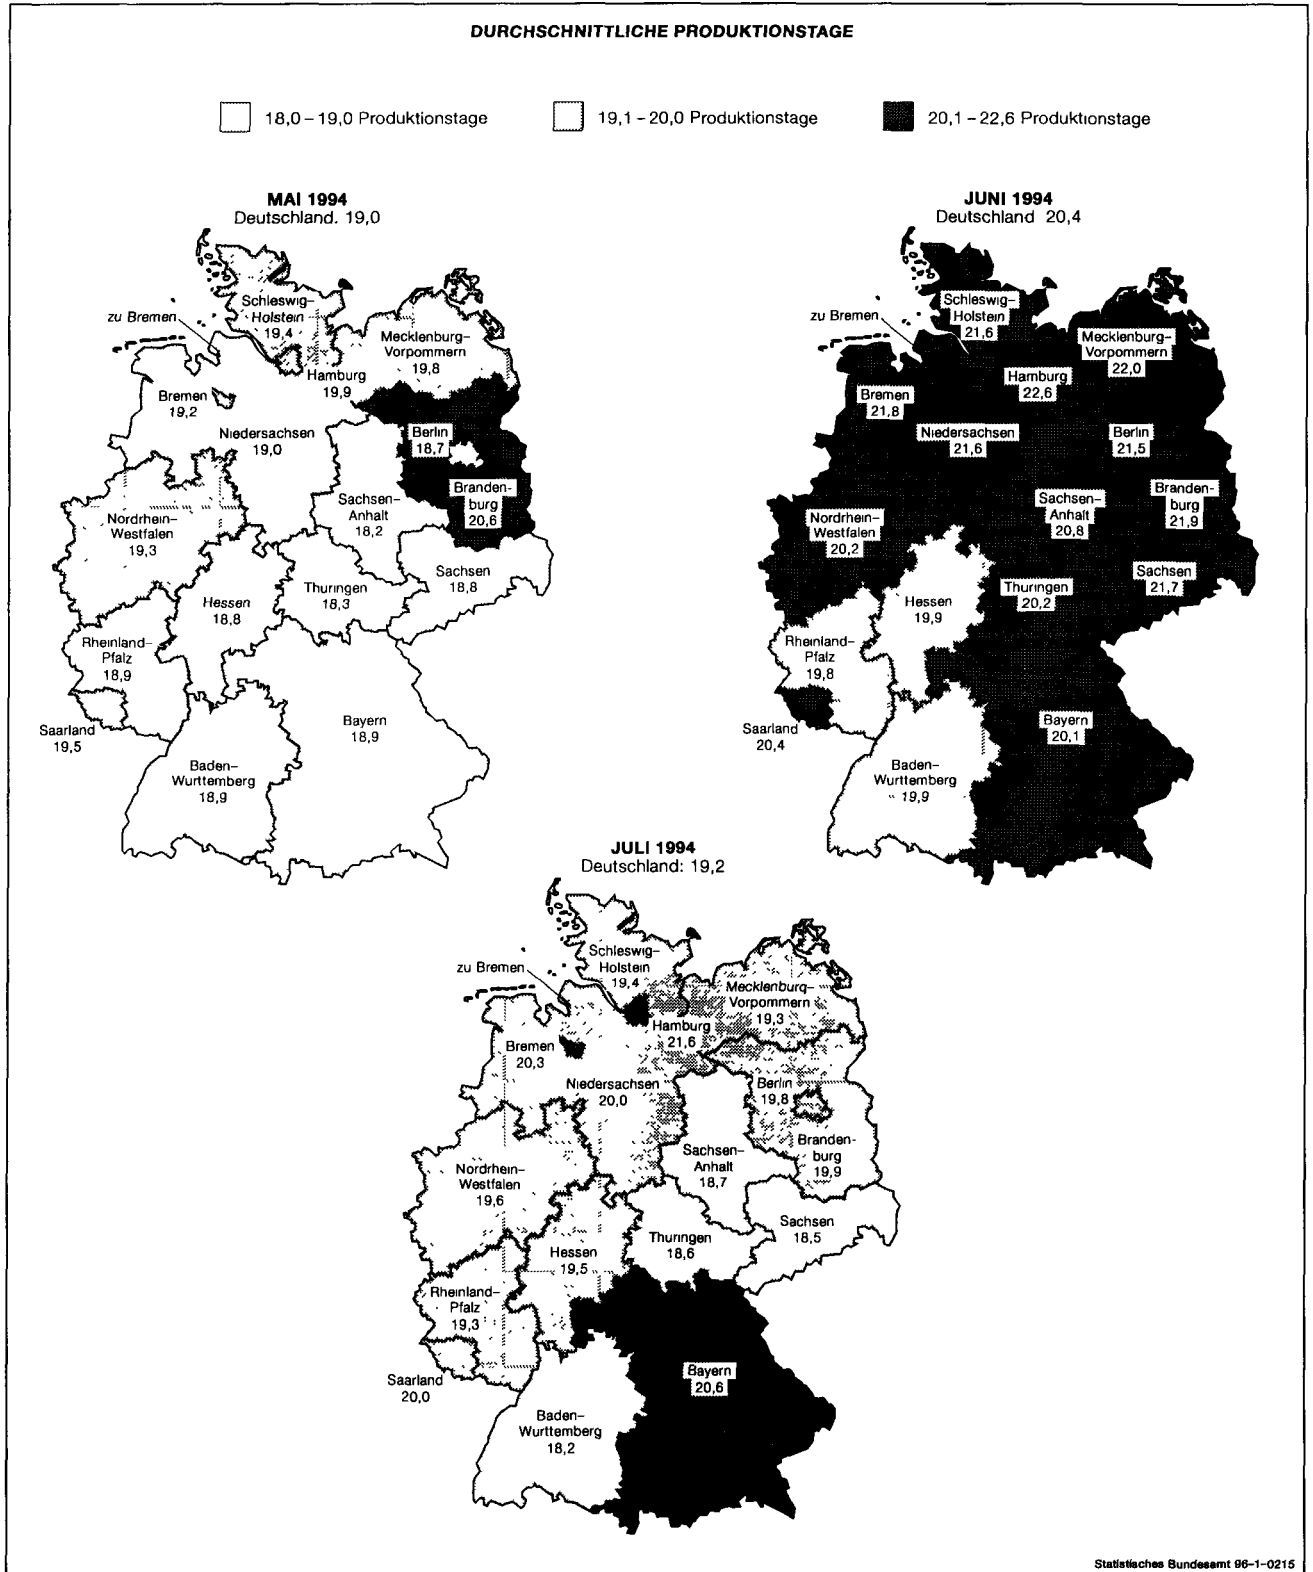 DURCHSCHNITTLICHE PRODUKTIONSTAGE
18,0 – 19,0 Produktionstage
19,1 – 20,0 Produktionstage
20,1 – 22,6 Produktionstage
MAI 1994
Deutschland. 19,0
Schleswig–
Holstein
19,4
zu Bremen
Mecklenburg–
Vorpommern
19,8
Hamburg
19,9
Bremen
19,2
Niedersachsen
19,0
Berlin
18,7
Branden-
burg
20,6
Sachsen-
Anhalt
18,2
Nordrhein–
Westfalen
19,3
Sachsen
18,8
Thuringen
18,3
Hessen
18,8
Rheinland–
Pfalz
18,9
Saarland
19,5
Bayern
18,9
Baden–
Wurttemberg
18,9
JUNI 1994
Deutschland 20,4
Schleswig–
Holstein
21,6
zu Bremen
Mecklenburg–
Vorpommern
22,0
Hamburg
22,6
Bremen
21,8
Niedersachsen
21,6
Berlin
21,5
Branden-
burg
21,9
Sachsen–
Anhalt
20,8
Nordrhein–
Westfalen
20,2
Sachsen
21,7
Thuringen
20,2
Hessen
19,9
Rheinland–
Pfalz
19,8
Saarland
20,4
Bayern
20,1
Baden–
Wurttemberg
19,9
JULI 1994
Deutschland: 19,2
Schleswig–
Holstein
19,4
zu Bremen
Mecklenburg–
Vorpommern
19,3
Hamburg
21,6
Bremen
20,3
Niedersachsen
20,0
Berlin
19,8
Branden-
burg
19,9
Sachsen–
Anhalt
18,7
Nordrhein–
Westfalen
19,6
Sachsen
18,5
Thuringen
18,6
Hessen
19,5
Rheinland–
Pfalz
19,3
Saarland
20,0
Bayern
20,6
Baden–
Wurttemberg
18,2
Statistisches Bundesamt 96–1–0215